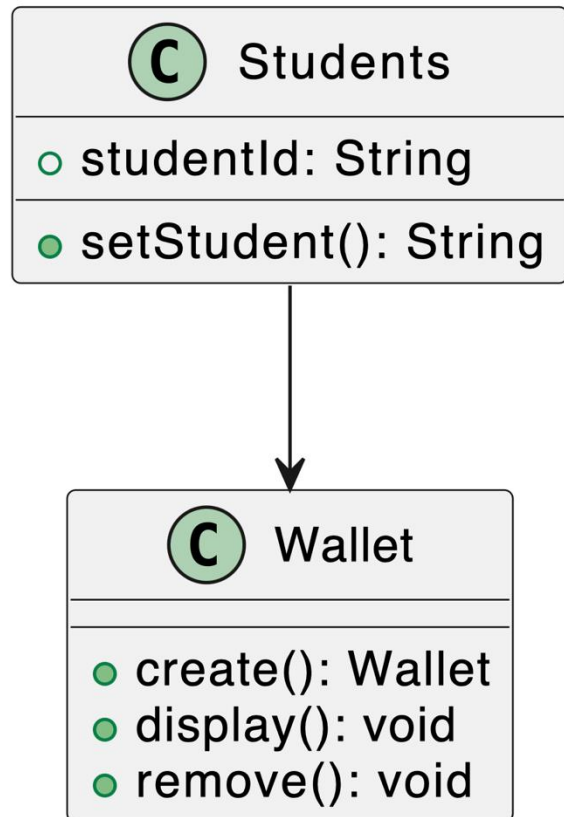 C Students
studentId: String
setStudent(): String
C Wallet
create(): Wallet
display(): void
remove(): void